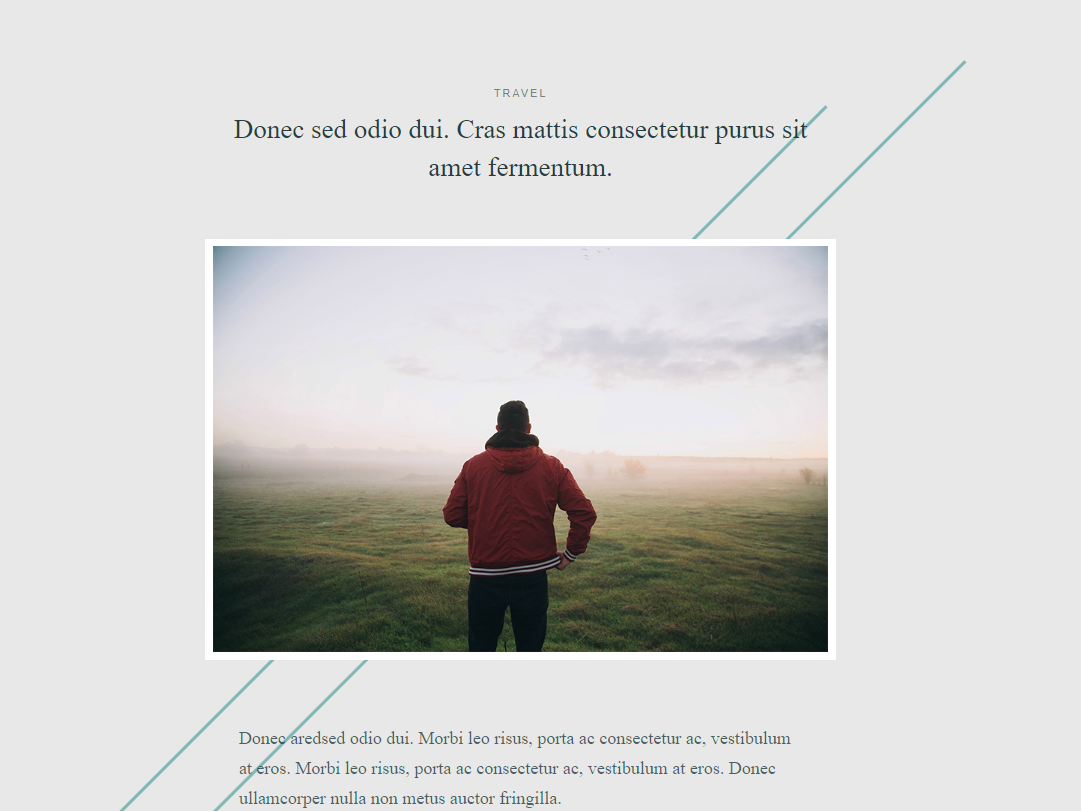 TRAVEL
Donec sed odio dui. Cras mattis consectetur purus sit
amet fermentum.
Donec aredsed odio dui. Morbi leo risus, porta ac consectetur ac, vestibulum
at eros. Morbi leo risus, porta ac consectetur ac, vestibulum at eros. Donec
ullamcorper nulla non metus auctor fringilla.